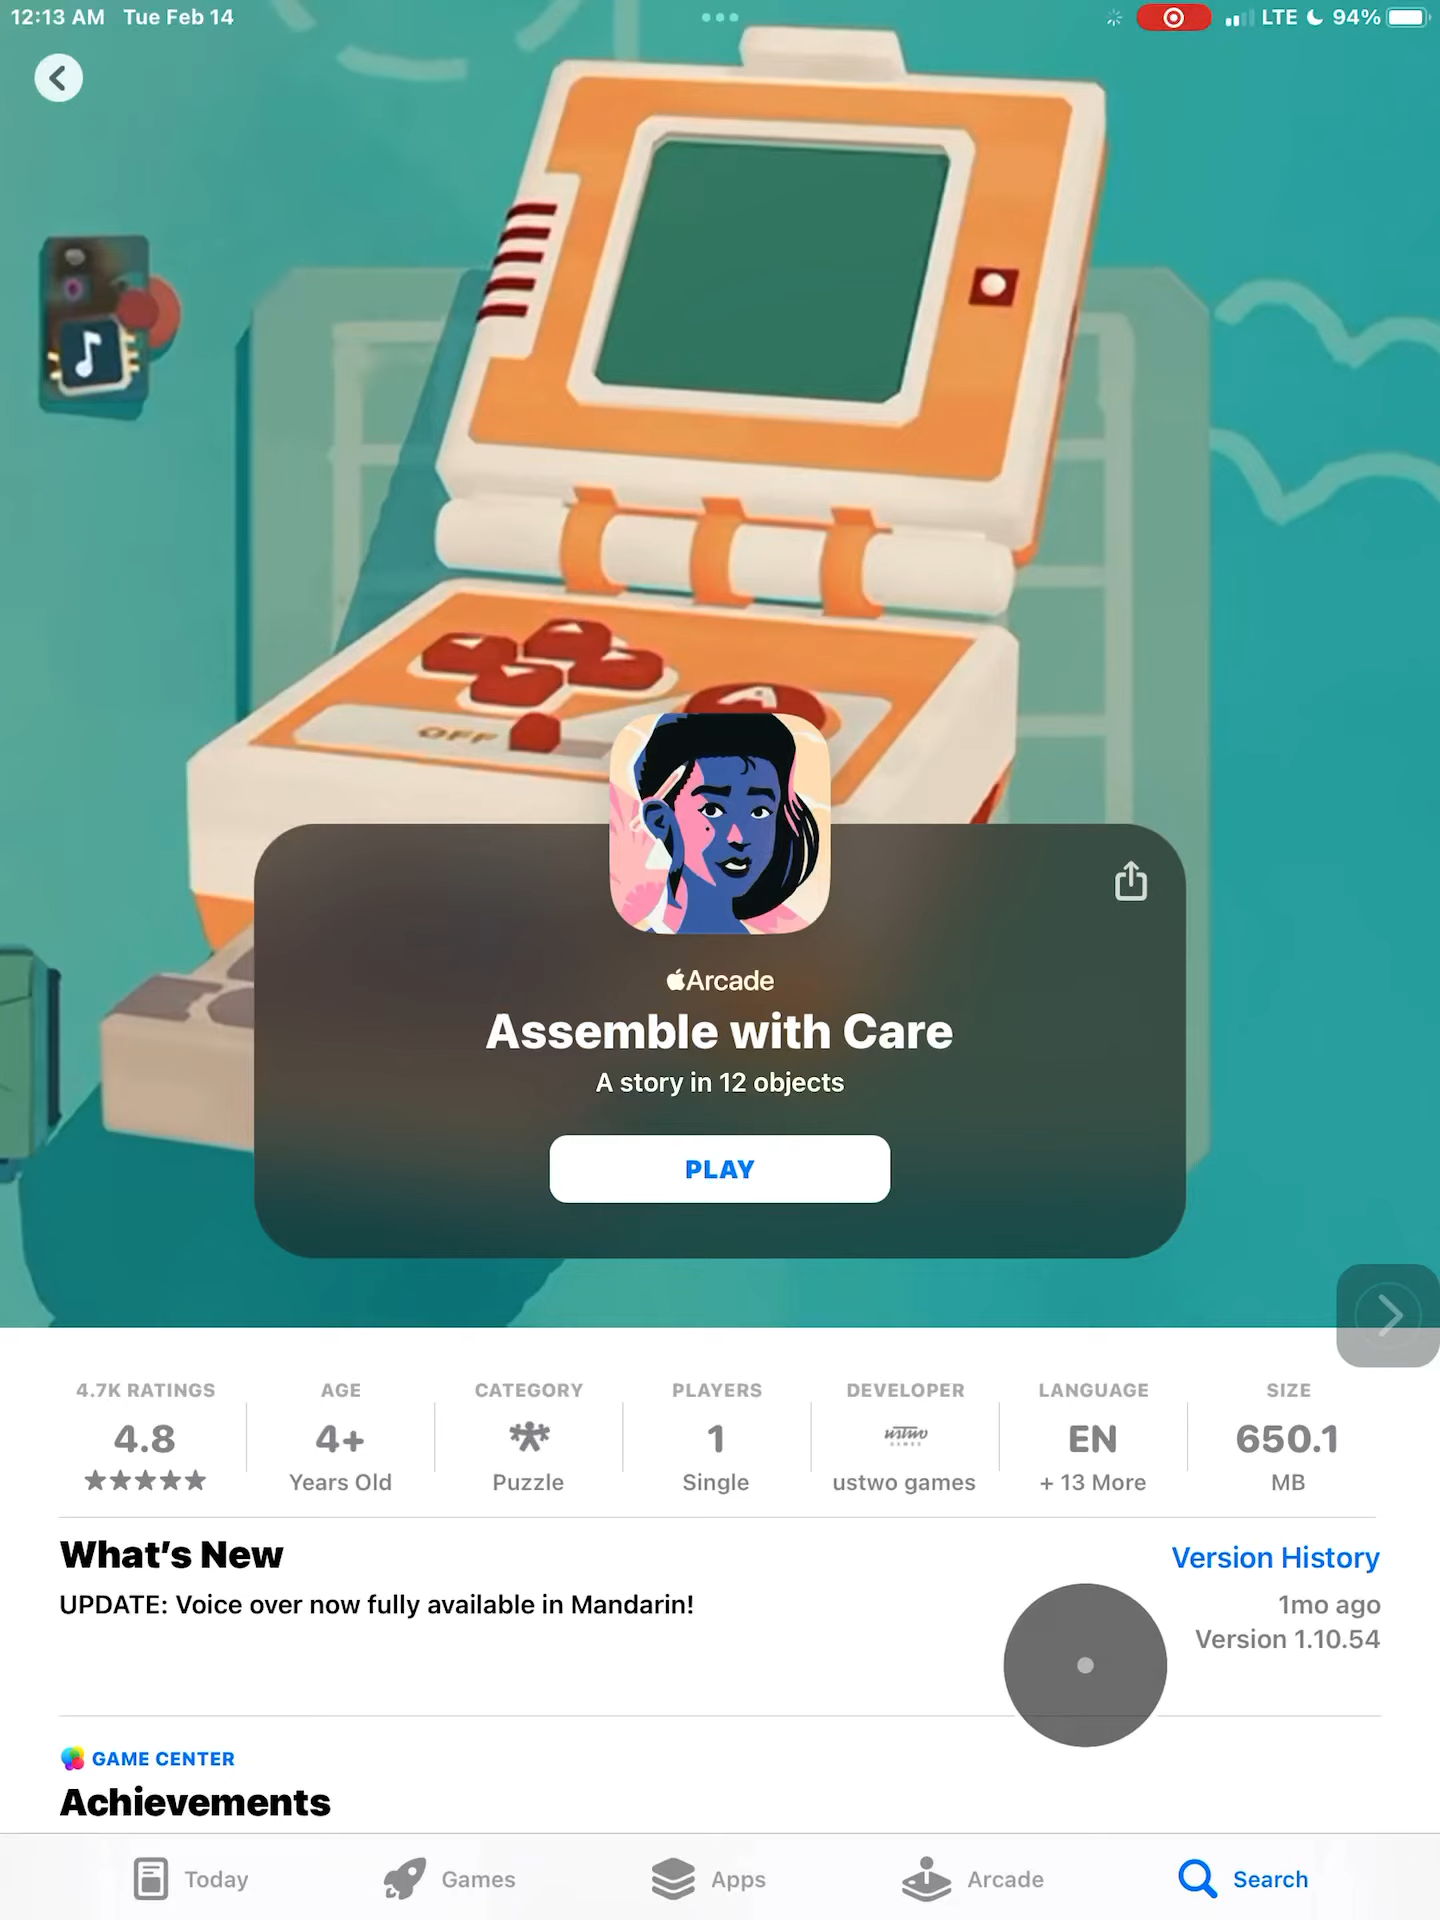 12:13 AM Tue Feb 14
LTE 94%
A
OFF
Arcade
Assemble with Care
A story in 12 objects
PLAY
4.7K RATINGS
4.8
AGE
4+
Years Old
CATEGORY
Puzzle
PLAYERS
1
Single
DEVELOPER
ustwo
GAMES
ustwo games
LANGUAGE
EN
+ 13 More
SIZE
650.1
MB
What's New
Version History
UPDATE: Voice over now fully available in Mandarin!
1mo ago
Version 1.10.54
GAME CENTER
Achievements
Today
Games
Apps
Arcade
Search